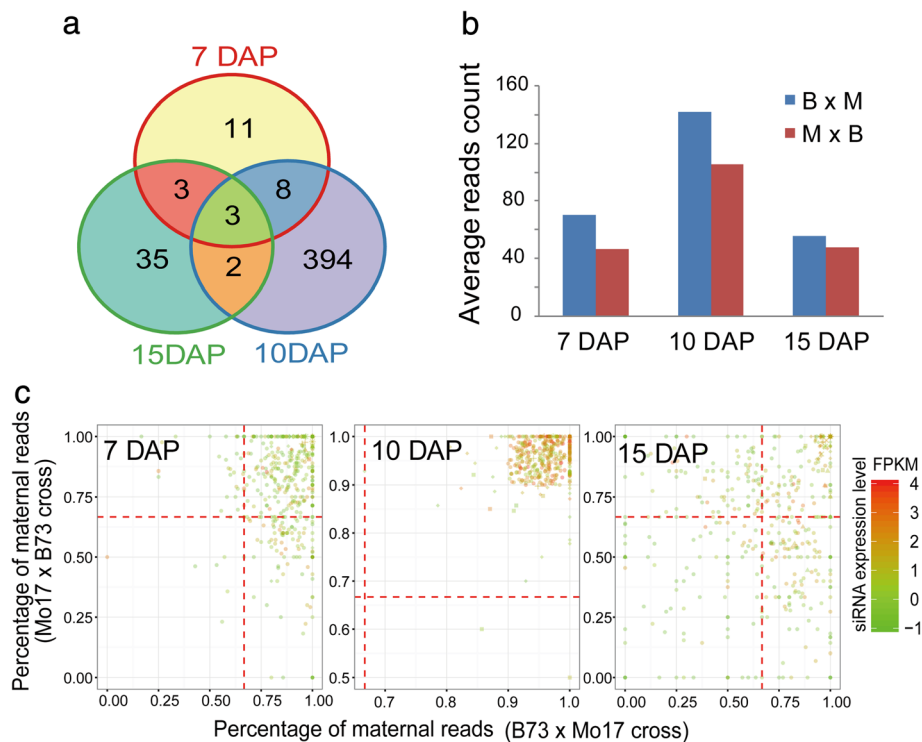 a
7 DAP
11
3
8
3
35
2
394
15DAP
10DAP
b
Average reads count
160
120
80
40
0
B x M
M x B
7 DAP
10 DAP
15 DAP
c
Percentage of maternal reads
(Mo17 x B73 cross)
7 DAP
1.00
0.75
0.50
0.25
0.00
0.00
0.25
0.50
0.75
1.00
10 DAP
1.0
0.9
0.8
0.7
0.6
0.5
0.7
0.8
0.9
1.0
15 DAP
1.00
0.75
0.50
0.25
0.00
0.00
0.25
0.50
0.75
1.00
siRNA expression level
FPKM
4
3
2
1
0
−1
Percentage of maternal reads (B73 x Mo17 cross)